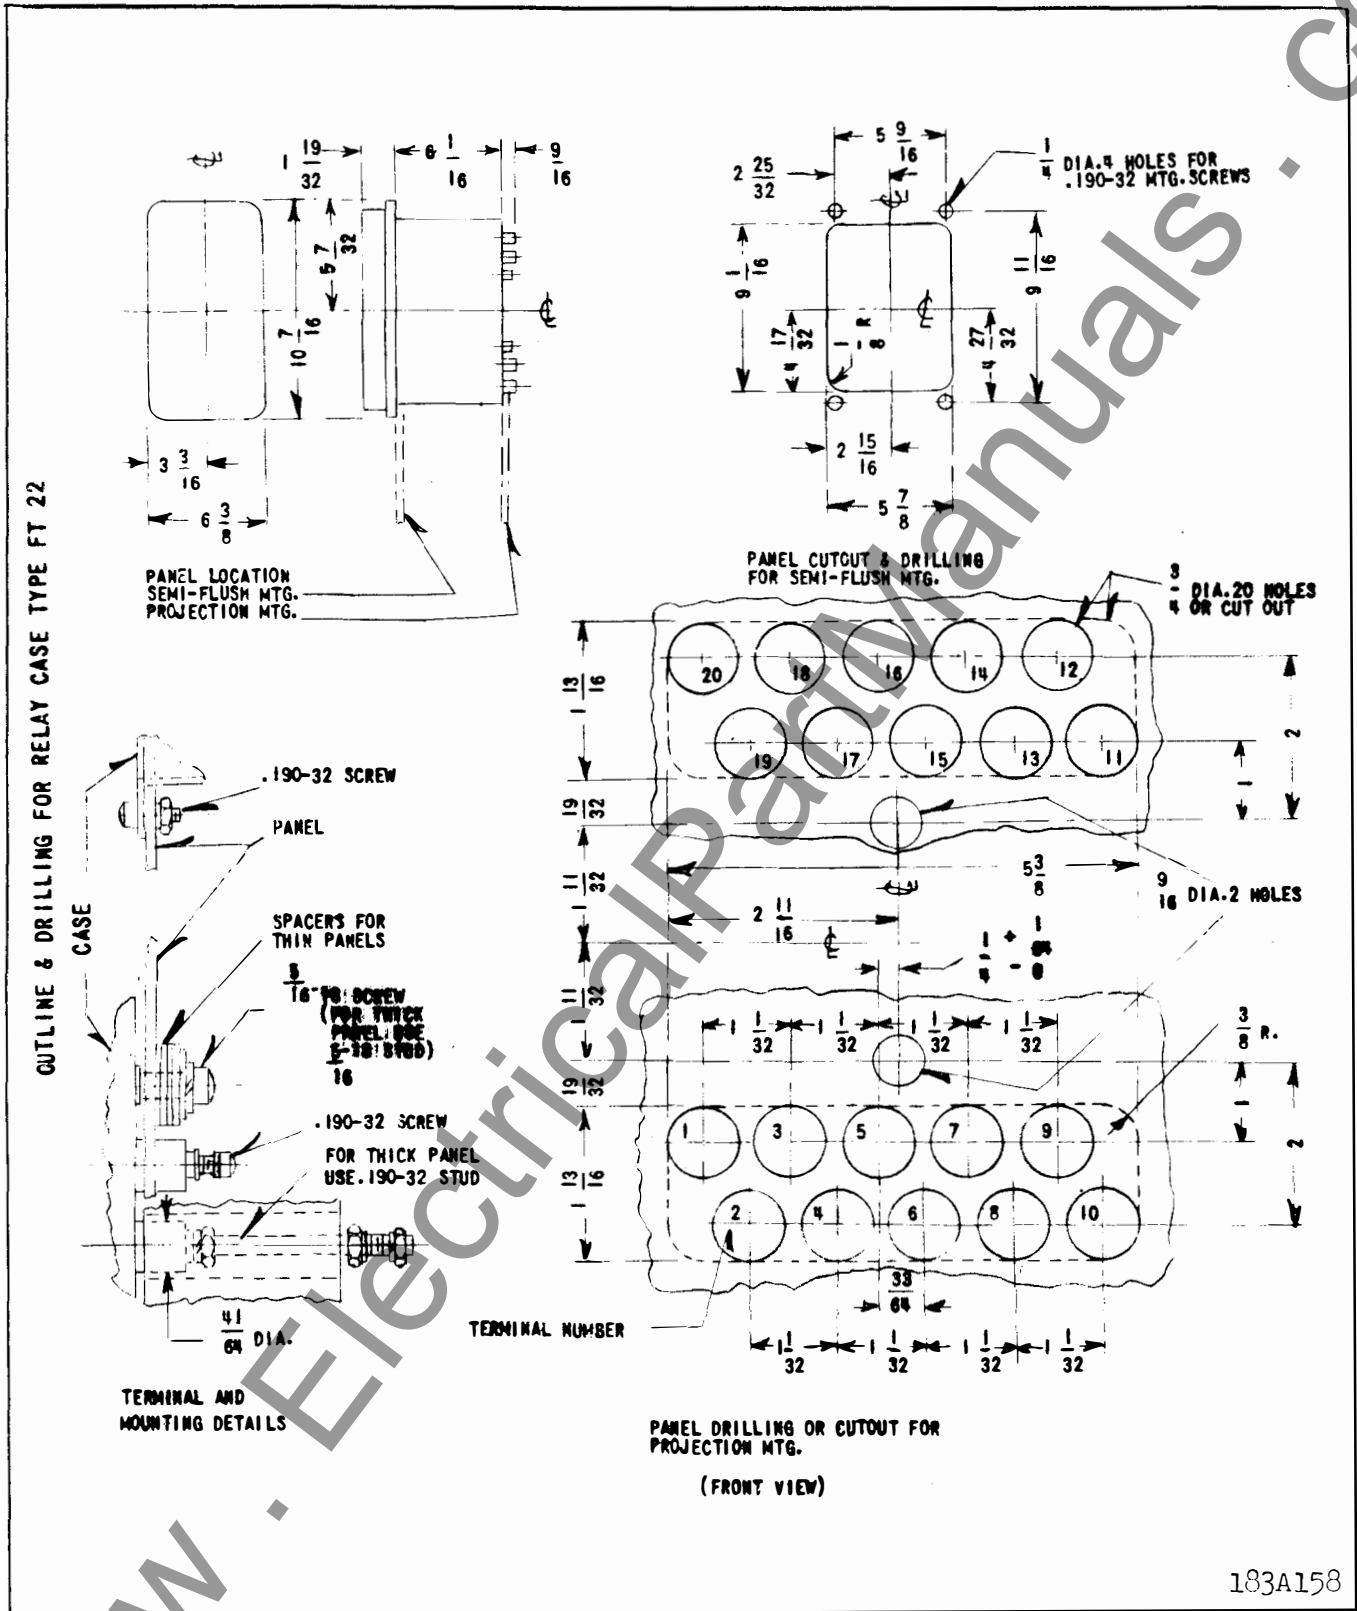 OUTLINE & DRILLING FOR RELAY CASE TYPE FT 22
1 19/32
6 1/16
9/16
5 7/32
10 7/16
3 3/16
6 3/8
PANEL LOCATION
SEMI-FLUSH MTG.
PROJECTION MTG.
5 9/16
2 25/32
1/4 DIA.4 HOLES FOR
.190-32 MTG.SCREWS
9 1/16
9 11/16
4 17/32
1/8 R
4 27/32
2 15/16
5 7/8
PANEL CUTOUT & DRILLING
FOR SEMI-FLUSH MTG.
3/4 DIA.20 HOLES
OR CUT OUT
20 18 16 14 12
19 17 15 13 11
1 13/16
19/32
1 11/32
2
1
5 3/8
2 11/16
9/16 DIA.2 HOLES
1 11/32
19/32
1 13/16
1 1/32
1 1/32
1 1/32
1 1/32
3/8 R.
1
2
1 3 5 7 9
2 4 6 8 10
33/64
1 1/32
1 1/32
1 1/32
1 1/32
TERMINAL NUMBER
PANEL DRILLING OR CUTOUT FOR
PROJECTION MTG.
(FRONT VIEW)
CASE
.190-32 SCREW
PANEL
SPACERS FOR
THIN PANELS
SCREW
(FOR THICK
PANEL USE
STUD)
.190-32 SCREW
FOR THICK PANEL
USE .190-32 STUD
41/64 DIA.
TERMINAL AND
MOUNTING DETAILS
183A158
www.ElectricalPartManuals.c